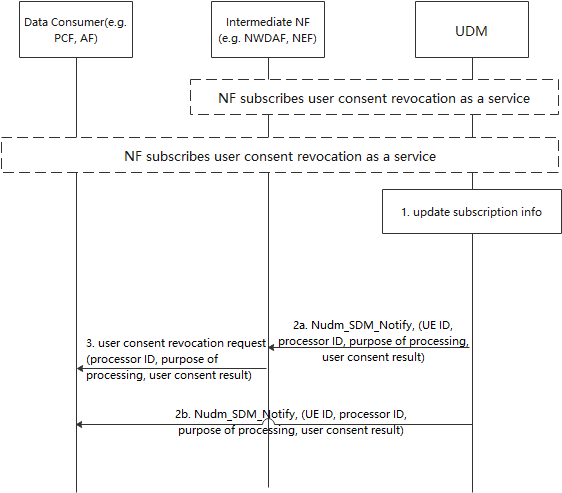 Data Consumer(e.g.
PCF, AF)
Intermediate NF
(e.g. NWDAF, NEF)
UDM
NF subscribes user consent revocation as a service
NF subscribes user consent revocation as a service
1. update subscription info
2a. Nudm_SDM_Notify, (UE ID,
processor ID, purpose of processing,
user consent result)
3. user consent revocation request
(processor ID, purpose of
processing, user consent result)
2b. Nudm_SDM_Notify, (UE ID, processor ID,
purpose of processing, user consent result)